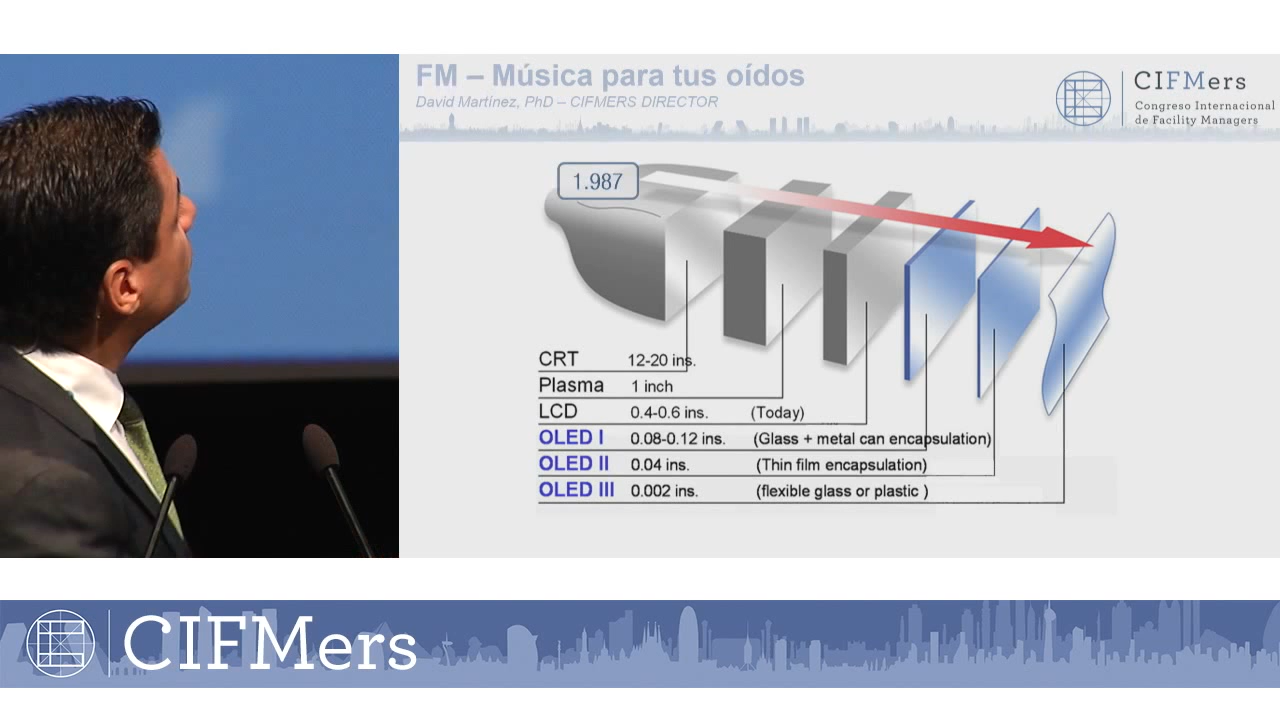 FM – Música para tus oídos
David Martínez, PhD – CIFMERS DIRECTOR
CIFMers
Congreso Internacional
de Facility Managers
1.987
CRT 12-20 ins.
Plasma 1 inch
LCD 0.4-0.6 ins. (Today)
OLED I 0.08-0.12 ins. (Glass + metal can encapsulation)
OLED II 0.04 ins. (Thin film encapsulation)
OLED III 0.002 ins. (flexible glass or plastic )
CIFMers